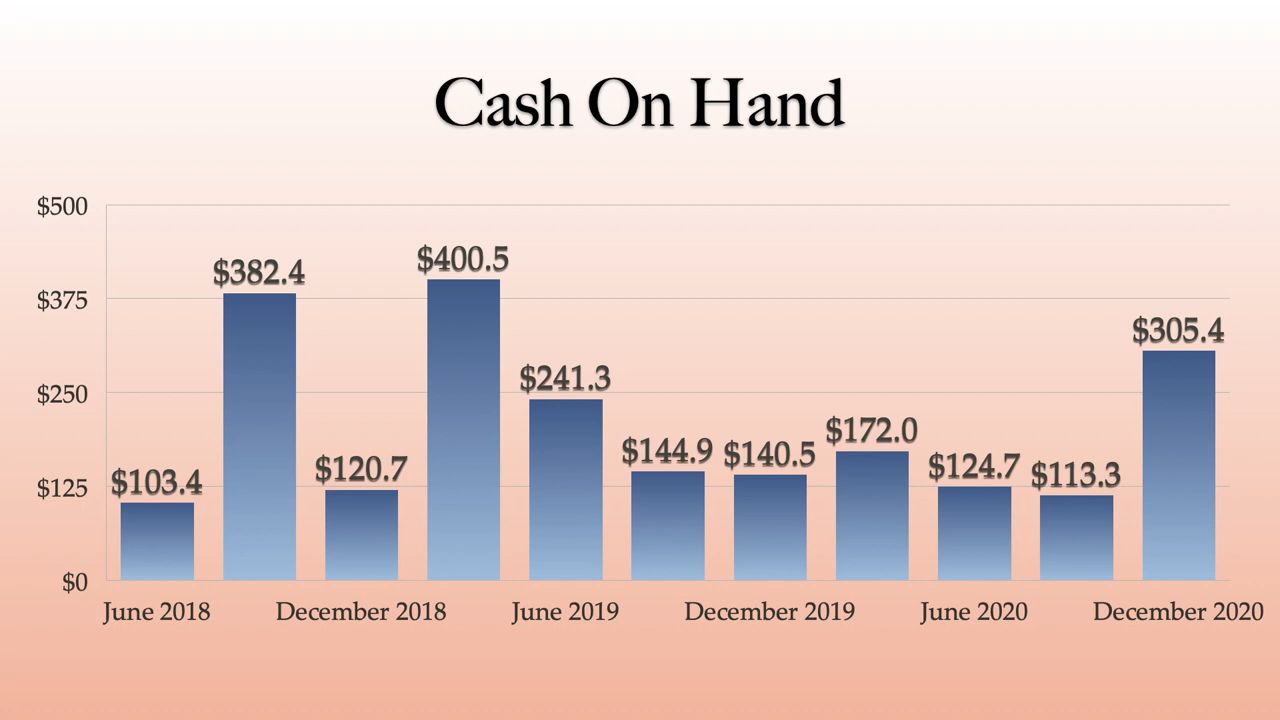 Cash On Hand
$500
$375
$250
$125
$0
$103.4
$382.4
$120.7
$400.5
$241.3
$144.9
$140.5
$172.0
$124.7
$113.3
$305.4
June 2018
December 2018
June 2019
December 2019
June 2020
December 2020